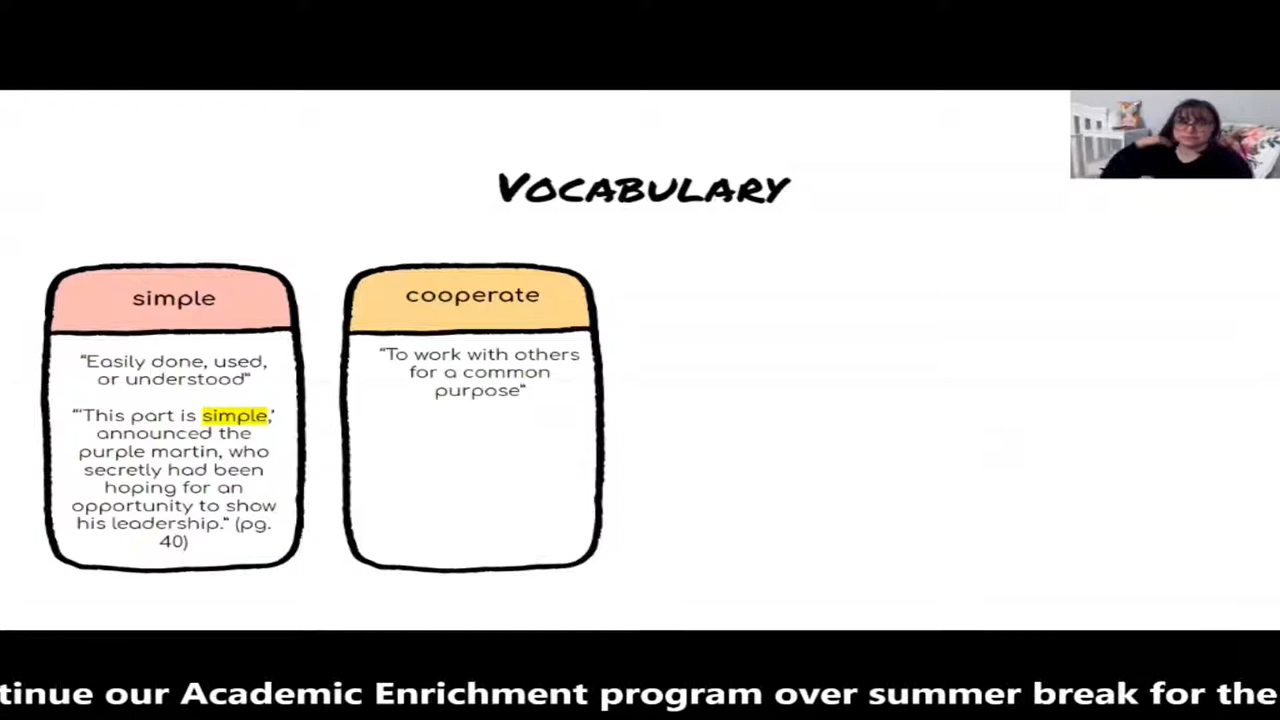 VOCABULARY
simple
"Easily done, used,
or understood"
"'This part is simple,'
announced the
purple martin, who
secretly had been
hoping for an
opportunity to show
his leadership." (pg.
40)
cooperate
"To work with others
for a common
purpose"
tinue our Academic Enrichment program over summer break for the